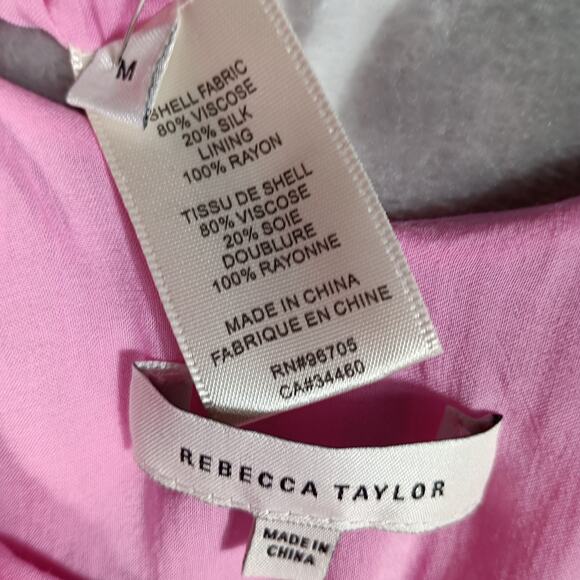 M
SHELL FABRIC
80% VISCOSE
20% SILK
LINING
100% RAYON
TISSU DE SHELL
80% VISCOSE
20% SOIE
DOUBLURE
100% RAYONNE
MADE IN CHINA
FABRIQUE EN CHINE
RN#96705
CA#34460
REBECCA TAYLOR
MADE IN
CHINA